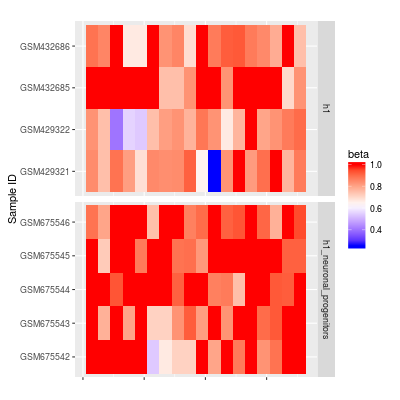 GSM432686
GSM432685
GSM429322
GSM429321
h1
GSM675546
GSM675545
GSM675544
GSM675543
GSM675542
h1_neuronal_progenitors
Sample ID
beta
1.0
0.8
0.6
0.4